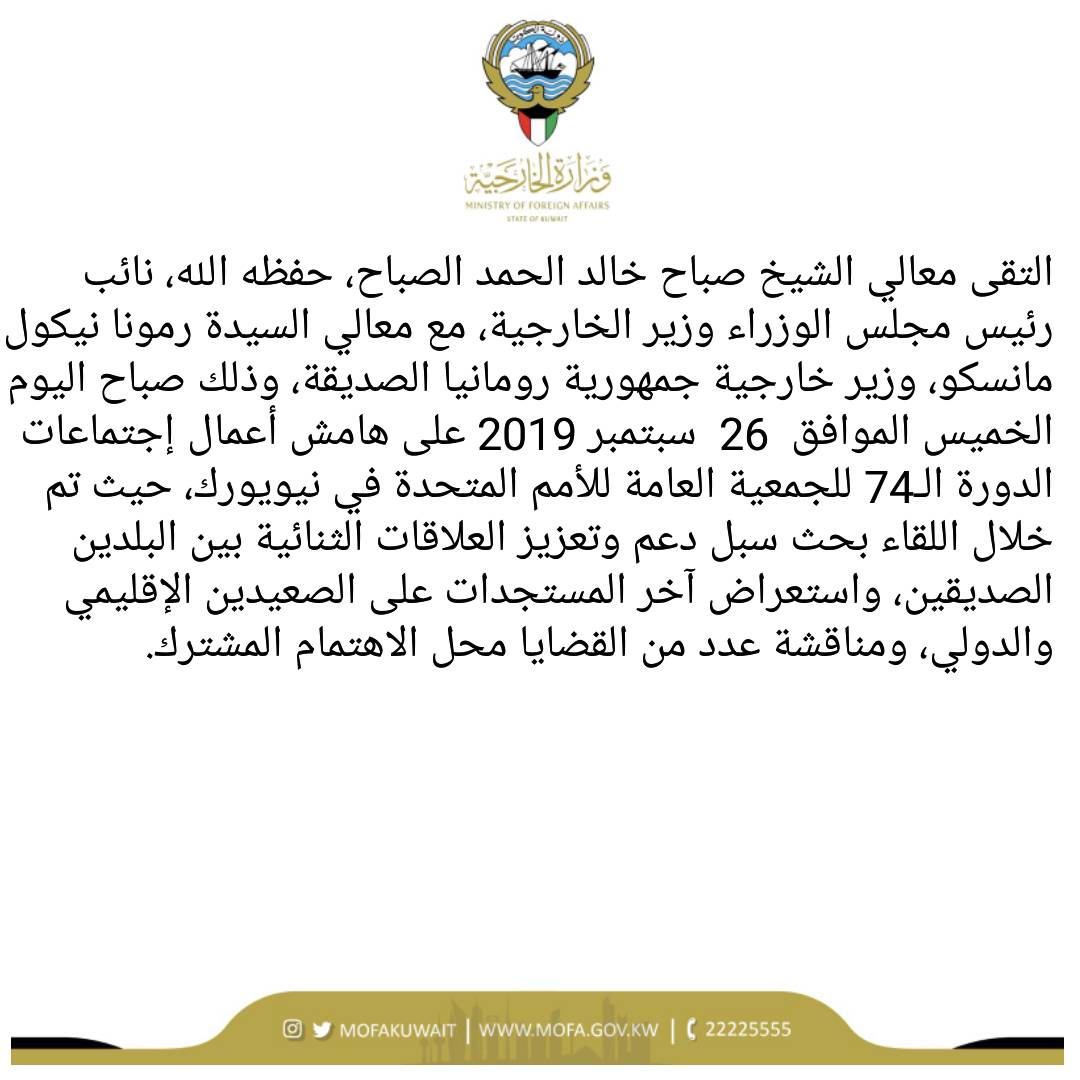 دولة الكويت
وزارة الخارجية
MINISTRY OF FOREIGN AFFAIRS
STATE OF KUWAIT
التقى معالي الشيخ صباح خالد الحمد الصباح، حفظه الله، نائب
رئيس مجلس الوزراء وزير الخارجية، مع معالي السيدة رمونا نيكول
مانسكو، وزير خارجية جمهورية رومانيا الصديقة، وذلك صباح اليوم
الخميس الموافق 26 سبتمبر 2019 على هامش أعمال إجتماعات
الدورة الـ74 للجمعية العامة للأمم المتحدة في نيويورك، حيث تم
خلال اللقاء بحث سبل دعم وتعزيز العلاقات الثنائية بين البلدين
الصديقين، واستعراض آخر المستجدات على الصعيدين الإقليمي
والدولي، ومناقشة عدد من القضايا محل الاهتمام المشترك.
MOFAKUWAIT | WWW.MOFA.GOV.KW | 22225555